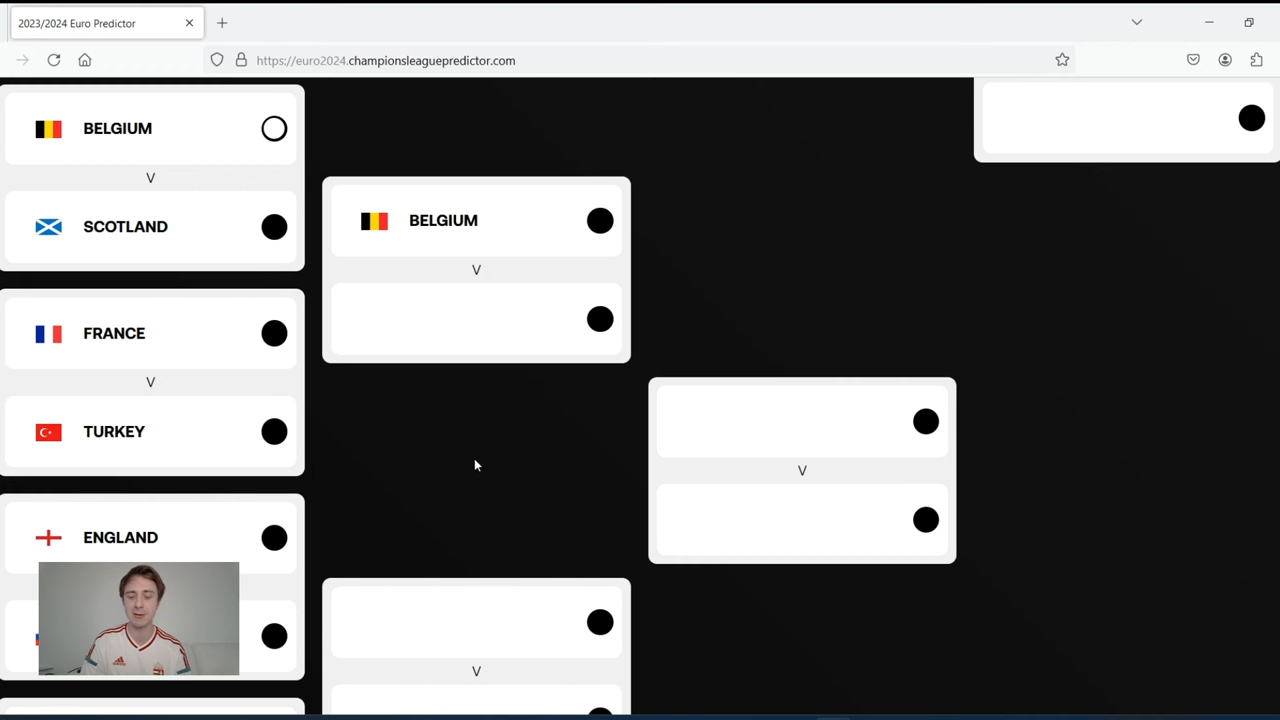 2023/2024 Euro Predictor
https://euro2024.championsleaguepredictor.com
BELGIUM
V
SCOTLAND
FRANCE
V
TURKEY
ENGLAND
BELGIUM
V
V
V